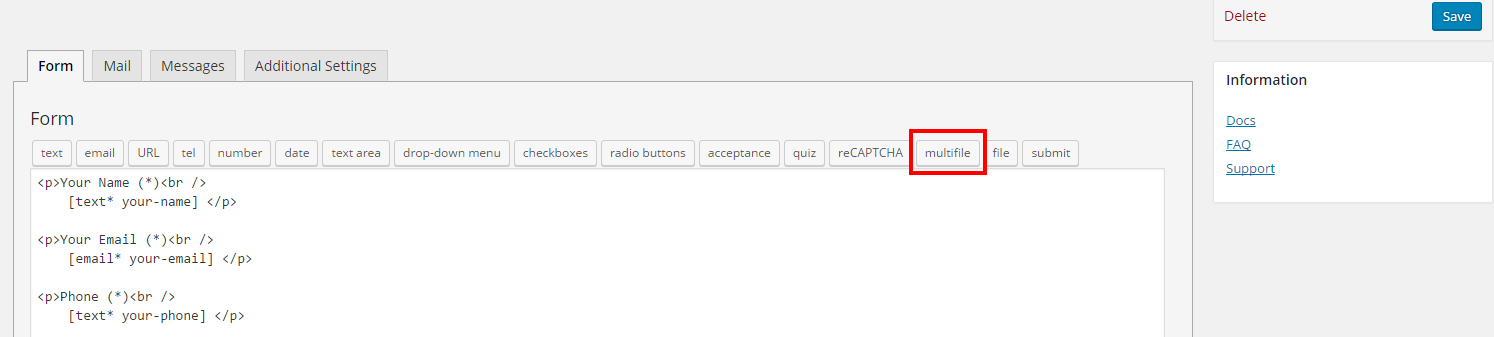 Delete
Save
Form
Mail
Messages
Additional Settings
Information
Form
Docs
FAQ
Support
text
email
URL
tel
number
date
text area
drop-down menu
checkboxes
radio buttons
acceptance
quiz
reCAPTCHA
multifile
file
submit
<p>Your Name (*)<br />
[text* your-name] </p>
<p>Your Email (*)<br />
[email* your-email] </p>
<p>Phone (*)<br />
[text* your-phone] </p>